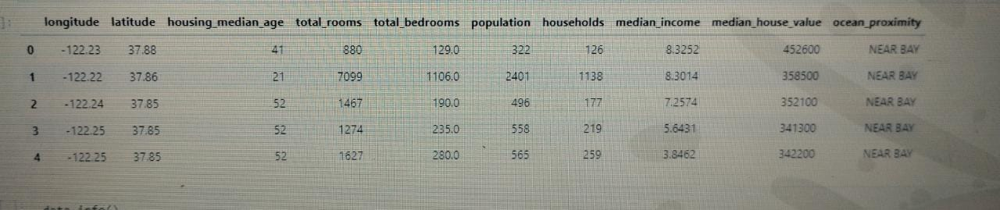 ]:
longitude latitude housing_median_age total_rooms total_bedrooms population households median_income median_house_value ocean_proximity
0 -122.23 37.88 41 880 129.0 322 126 8.3252 452600 NEAR BAY
1 -122.22 37.86 21 7099 1106.0 2401 1138 8.3014 358500 NEAR BAY
2 -122.24 37.85 52 1467 190.0 496 177 7.2574 352100 NEAR BAY
3 -122.25 37.85 52 1274 235.0 558 219 5.6431 341300 NEAR BAY
4 -122.25 37.85 52 1627 280.0 565 259 3.8462 342200 NEAR BAY
data.info()